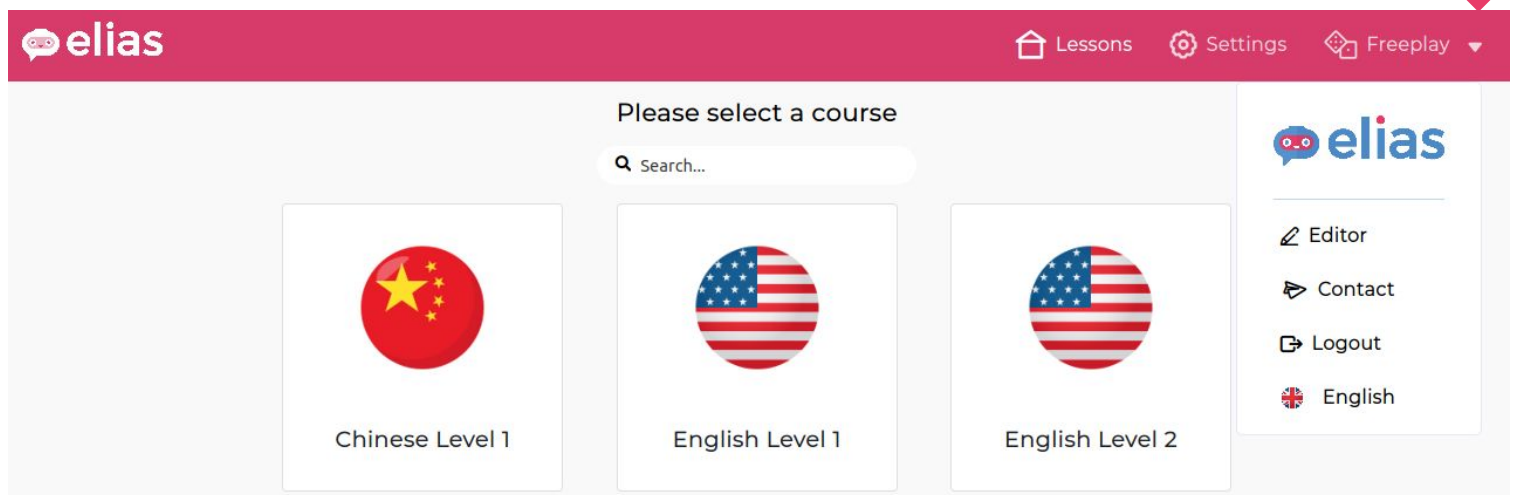 elias
Lessons Settings Freeplay
Please select a course
Search...
Chinese Level 1
English Level 1
English Level 2
elias
Editor
Contact
Logout
English